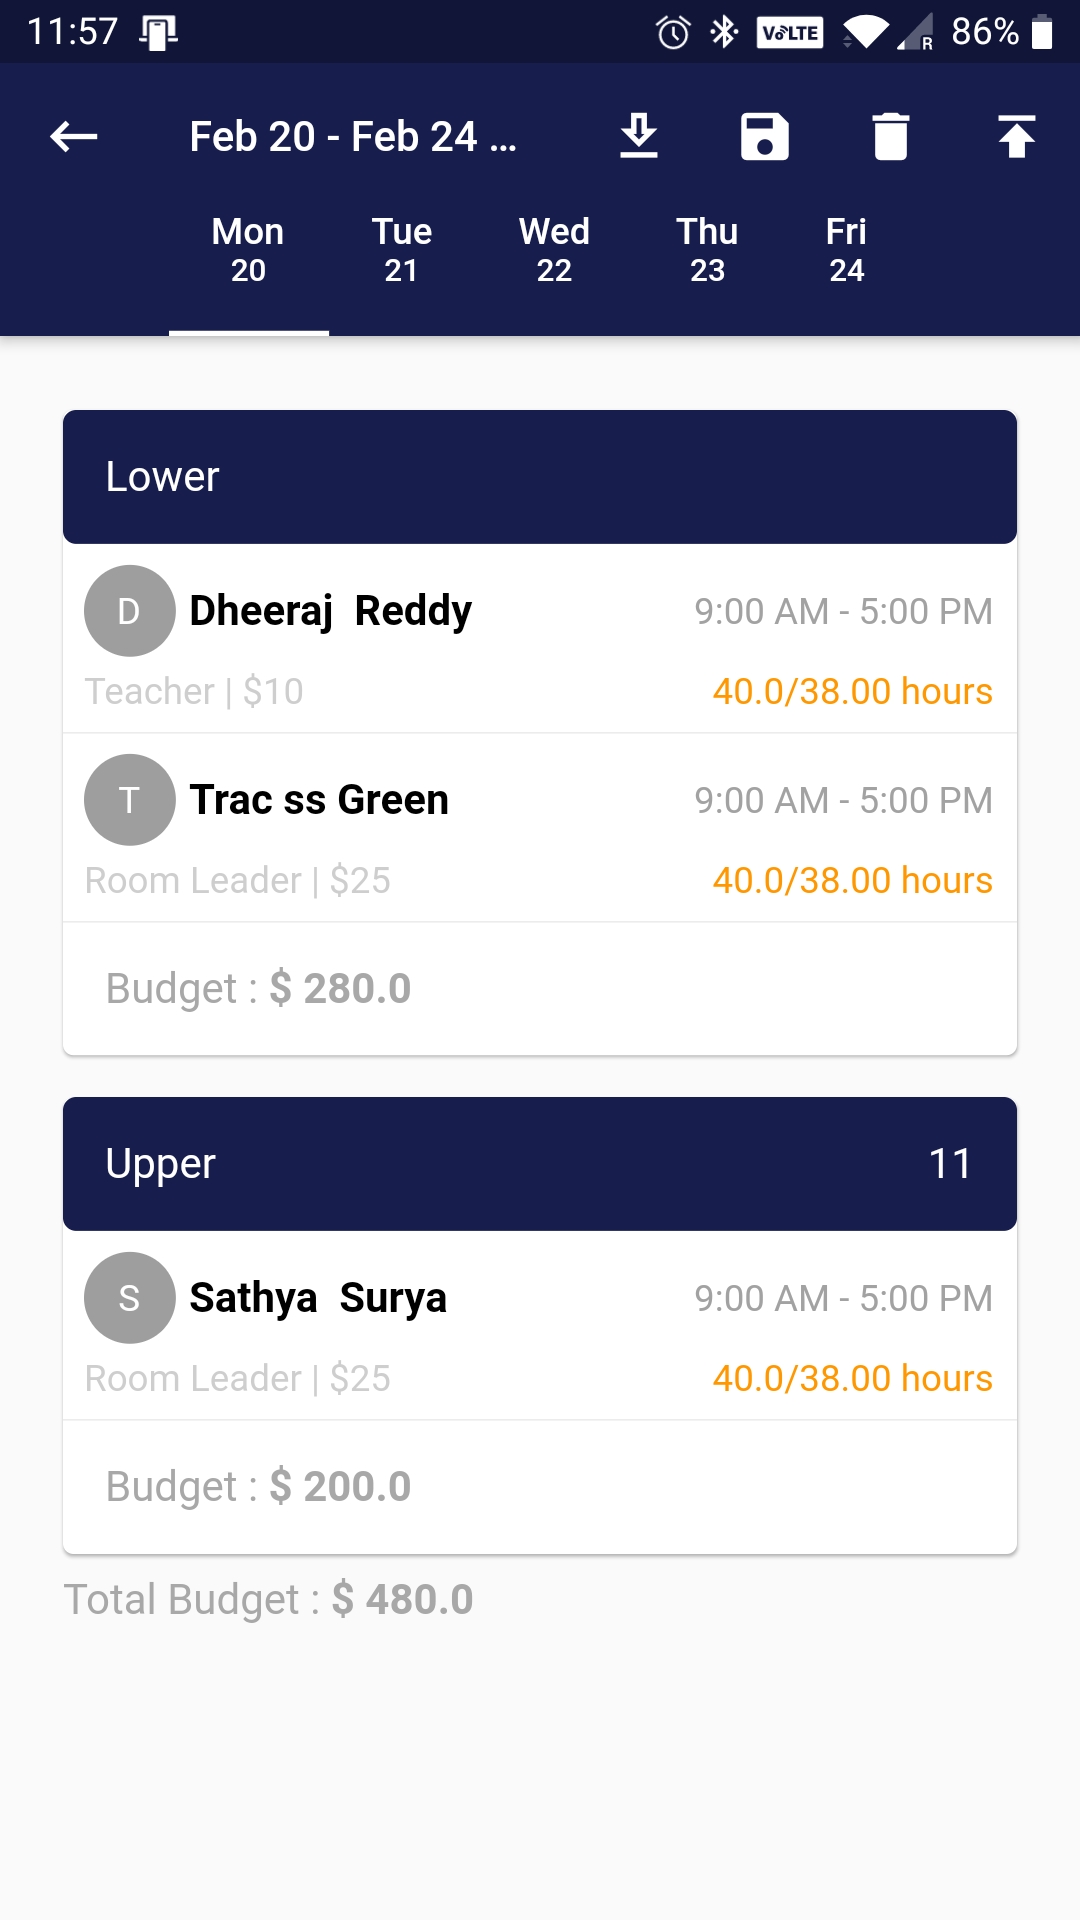 11:57 VoLTE R 86%
Feb 20 - Feb 24 ...
Mon Tue Wed Thu Fri
20 21 22 23 24
Lower
D Dheeraj  Reddy 9:00 AM - 5:00 PM
Teacher | $10 40.0/38.00 hours
T Trac ss Green 9:00 AM - 5:00 PM
Room Leader | $25 40.0/38.00 hours
Budget : $ 280.0
Upper 11
S Sathya  Surya 9:00 AM - 5:00 PM
Room Leader | $25 40.0/38.00 hours
Budget : $ 200.0
Total Budget : $ 480.0